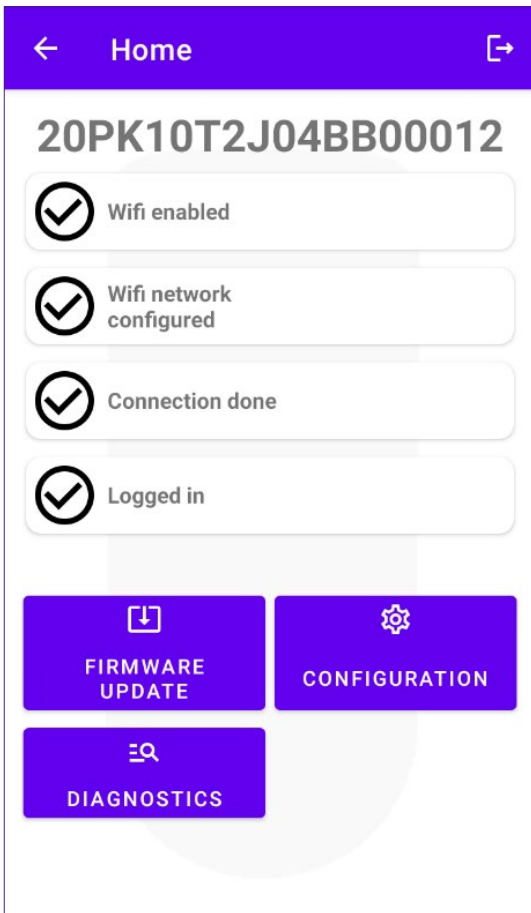 Home
20PK10T2J04BB00012
Wifi enabled
Wifi network
configured
Connection done
Logged in
FIRMWARE
UPDATE
CONFIGURATION
DIAGNOSTICS